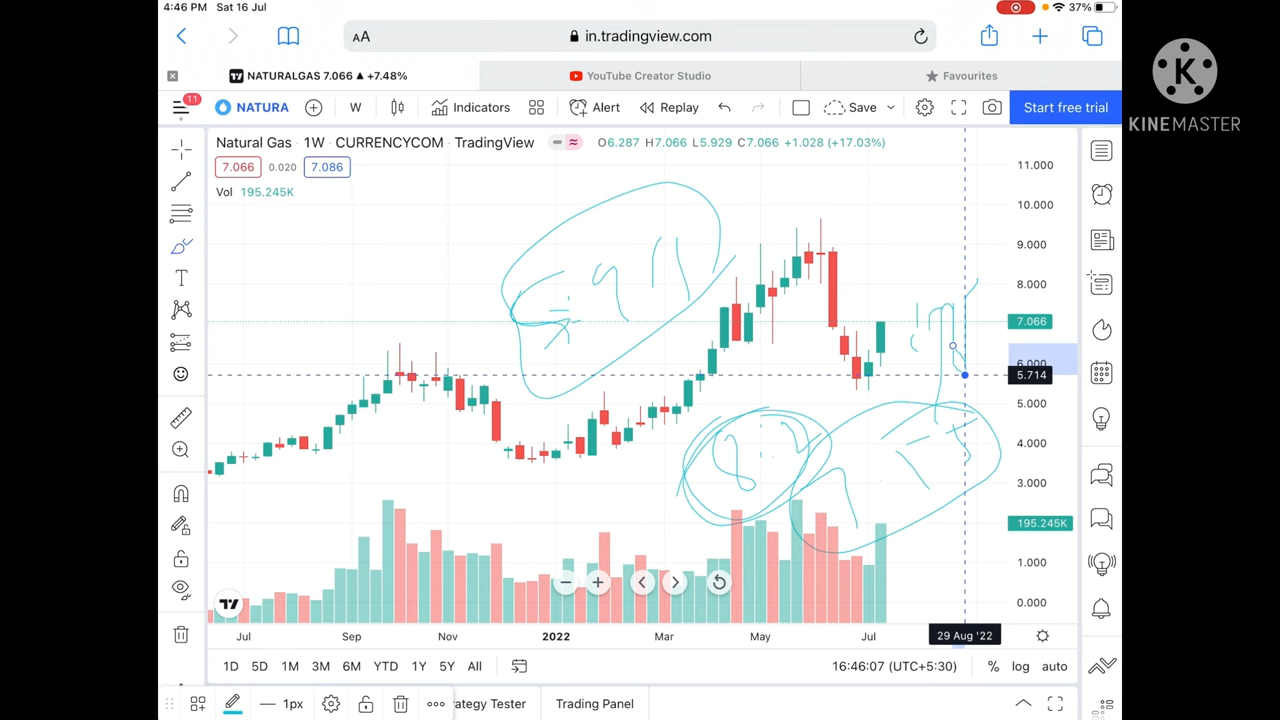 4:46 PM Sat 16 Jul
37%
AA
in.tradingview.com
NATURALGAS 7.066 ▲ +7.48%
YouTube Creator Studio
Favourites
KINEMASTER
11
NATURA
W
Indicators
Alert
Replay
Save
Start free trial
Natural Gas · 1W · CURRENCYCOM · TradingView
O6.287 H7.066 L5.929 C7.066 +1.028 (+17.03%)
7.066 0.020 7.086
Vol 195.245K
11.000
10.000
9.000
8.000
7.066
6.000
5.714
5.000
4.000
3.000
195.245K
1.000
0.000
Jul Sep Nov 2022 Mar May Jul 29 Aug '22
1D 5D 1M 3M 6M YTD 1Y 5Y All
16:46:07 (UTC+5:30) % log auto
1px
ategy Tester
Trading Panel